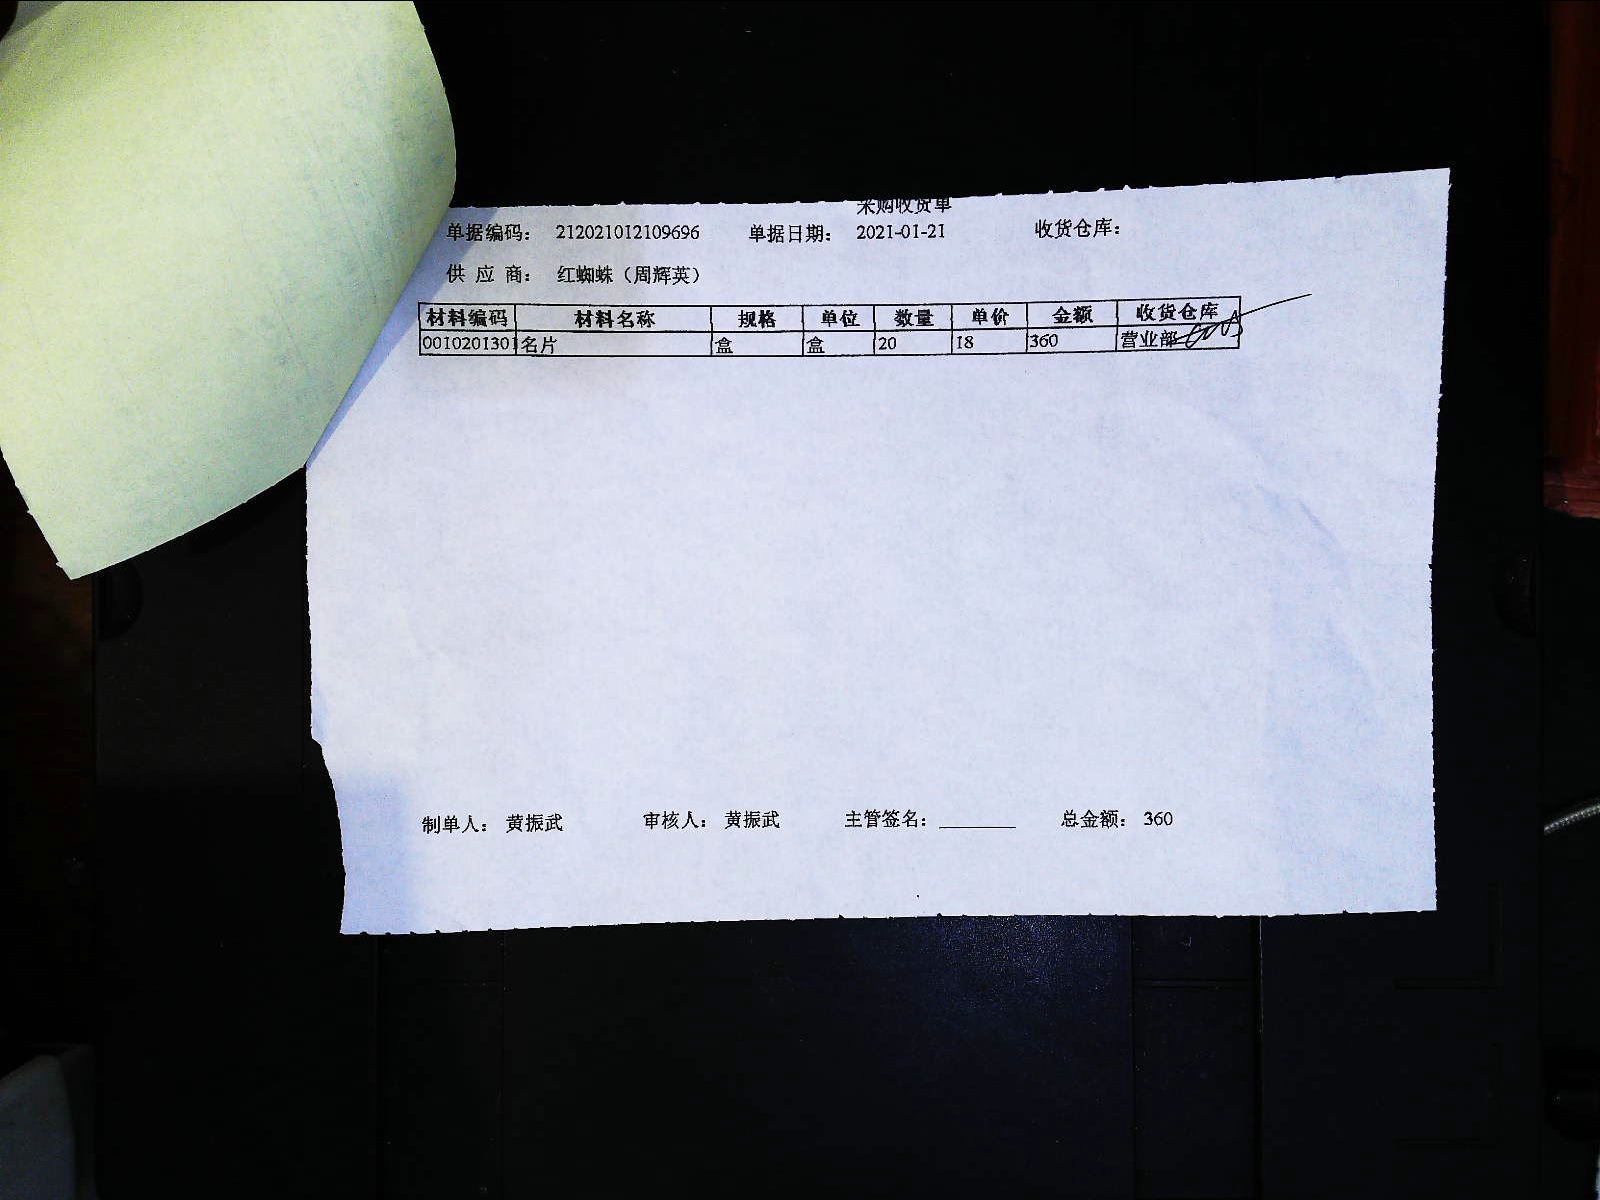 采购收货单
单据编码： 212021012109696 单据日期： 2021-01-21 收货仓库：
供 应 商： 红蜘蛛（周辉英）
材料编码 材料名称 规格 单位 数量 单价 金额 收货仓库
0010201301 名片 盒 盒 20 18 360 营业部
制单人： 黄振武 审核人： 黄振武 主管签名： 总金额： 360